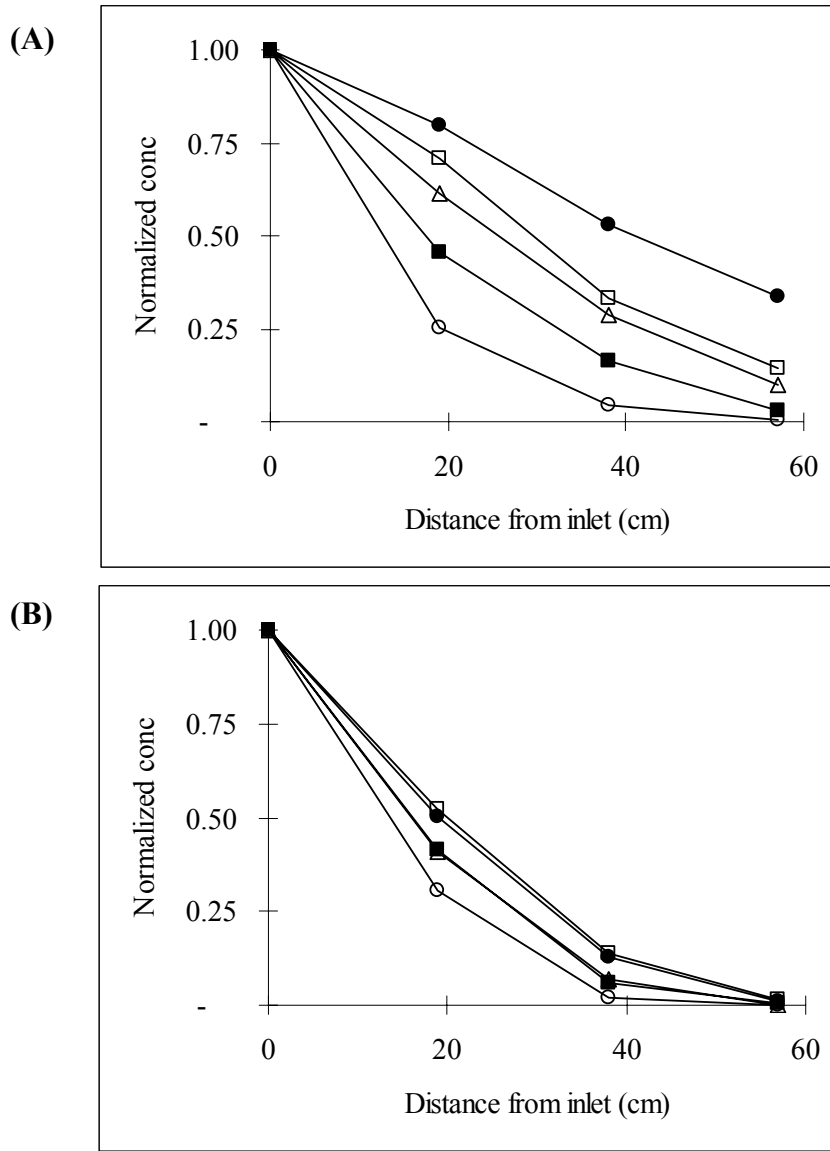 (A)
1.00
0.75
0.50
0.25
-
Normalized conc
0 20 40 60
Distance from inlet (cm)
(B)
1.00
0.75
0.50
0.25
-
Normalized conc
0 20 40 60
Distance from inlet (cm)